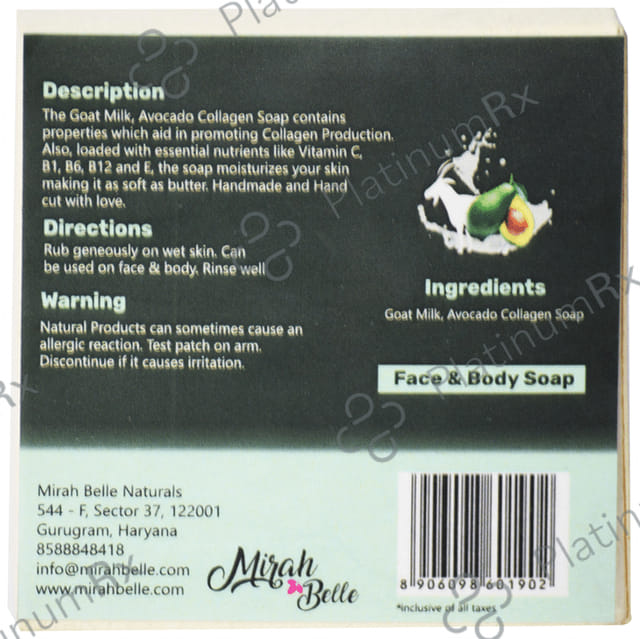 Description
The Goat Milk, Avocado Collagen Soap contains
properties which aid in promoting Collagen Production.
Also, loaded with essential nutrients like Vitamin C,
B1, B6, B12 and E, the soap moisturizes your skin
making it as soft as butter. Handmade and Hand
cut with love.
Directions
Rub geneously on wet skin. Can
be used on face & body. Rinse well
Warning
Natural Products can sometimes cause an
allergic reaction. Test patch on arm.
Discontinue if it causes irritation.
Ingredients
Goat Milk, Avocado Collagen Soap
Face & Body Soap
Mirah Belle Naturals
544 - F, Sector 37, 122001
Gurugram, Haryana
8588848418
info@mirahbelle.com
www.mirahbelle.com
Mirah
Belle
8 906098 601902
*inclusive of all taxes
PlatinumRx
PlatinumRx
PlatinumRx
PlatinumRx
PlatinumRx